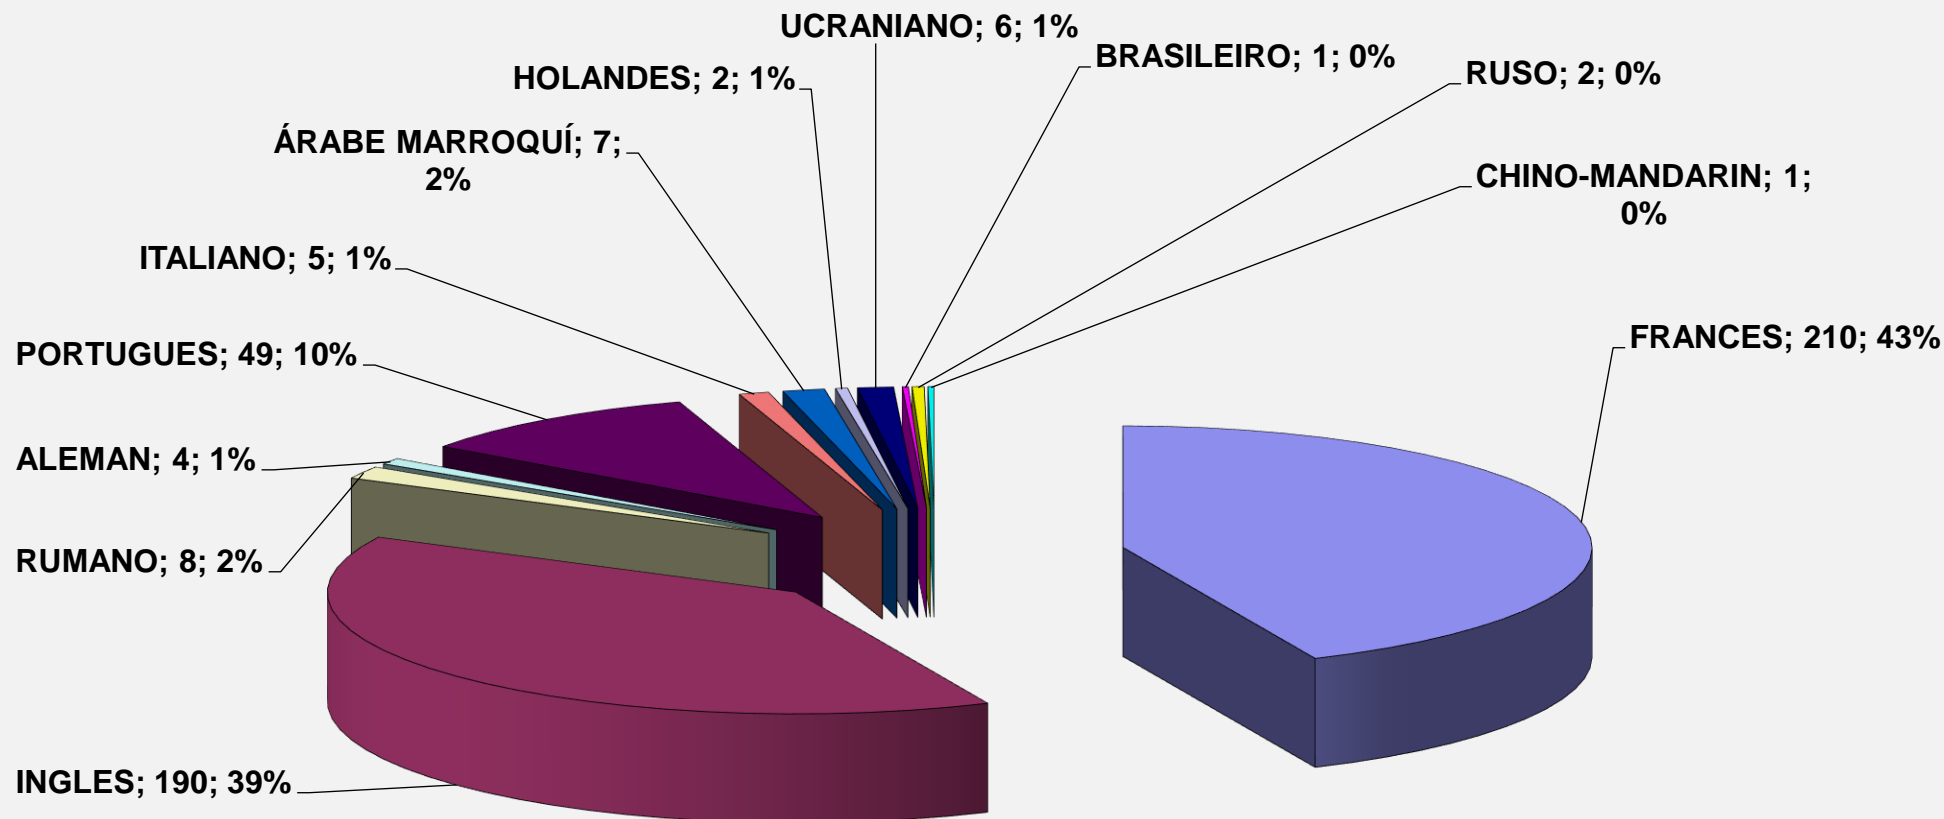 UCRANIANO; 6; 1%
BRASILEIRO; 1; 0%
HOLANDES; 2; 1%
RUSO; 2; 0%
ÁRABE MARROQUÍ; 7;
2%
CHINO-MANDARIN; 1;
0%
ITALIANO; 5; 1%
FRANCES; 210; 43%
PORTUGUES; 49; 10%
ALEMAN; 4; 1%
RUMANO; 8; 2%
INGLES; 190; 39%